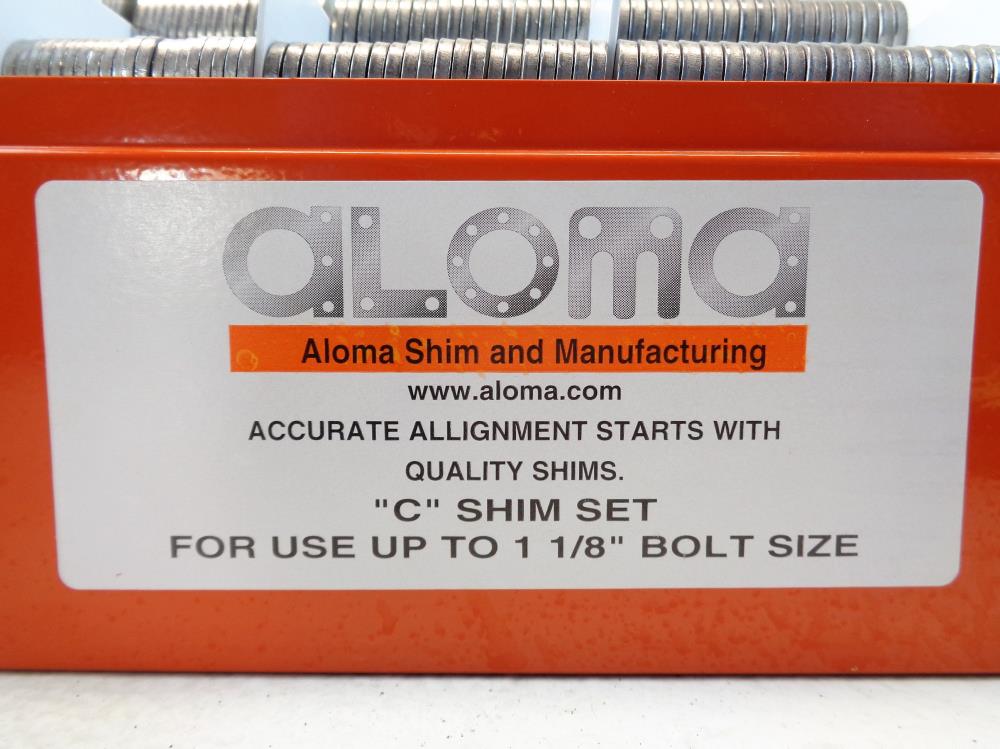 aLOma
Aloma Shim and Manufacturing
www.aloma.com
ACCURATE ALLIGNMENT STARTS WITH
QUALITY SHIMS.
"C" SHIM SET
FOR USE UP TO 1 1/8" BOLT SIZE